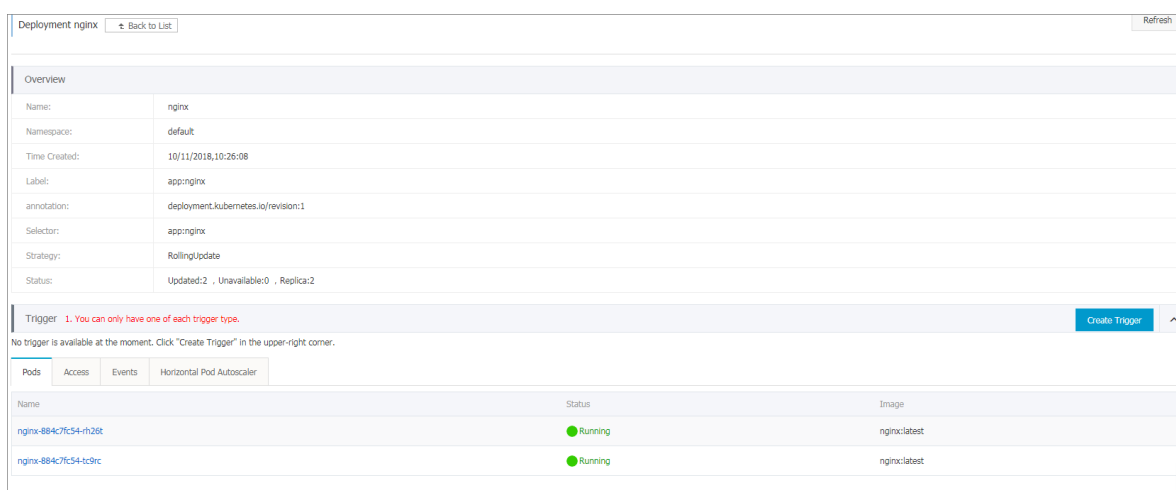 Deployment nginx Back to List Refresh
Overview
Name: nginx
Namespace: default
Time Created: 10/11/2018,10:26:08
Label: app:nginx
annotation: deployment.kubernetes.io/revision:1
Selector: app:nginx
Strategy: RollingUpdate
Status: Updated:2 , Unavailable:0 , Replica:2
Trigger 1. You can only have one of each trigger type. Create Trigger
No trigger is available at the moment. Click "Create Trigger" in the upper-right corner.
Pods Access Events Horizontal Pod Autoscaler
Name Status Image
nginx-884c7fc54-rh26t Running nginx:latest
nginx-884c7fc54-tc9rc Running nginx:latest